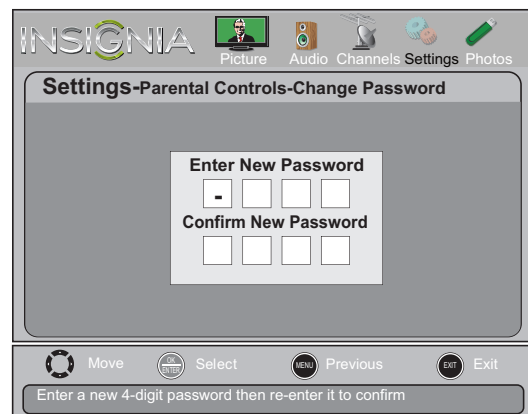 INSIGNIA
Picture Audio Channels Settings Photos
Settings-Parental Controls-Change Password
Enter New Password
-
Confirm New Password
Move OK ENTER Select MENU Previous EXIT Exit
Enter a new 4-digit password then re-enter it to confirm